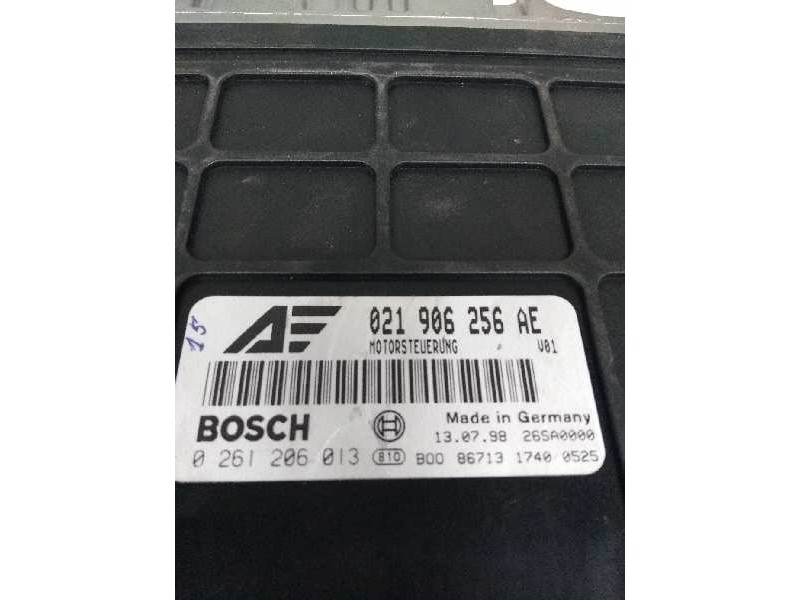 15
AF 021 906 256 AE
MOTORSTEUERUNG V01
BOSCH Made in Germany
13.07.98 26SA0000
0 261 206 013 810 B00 86713 1740 0525